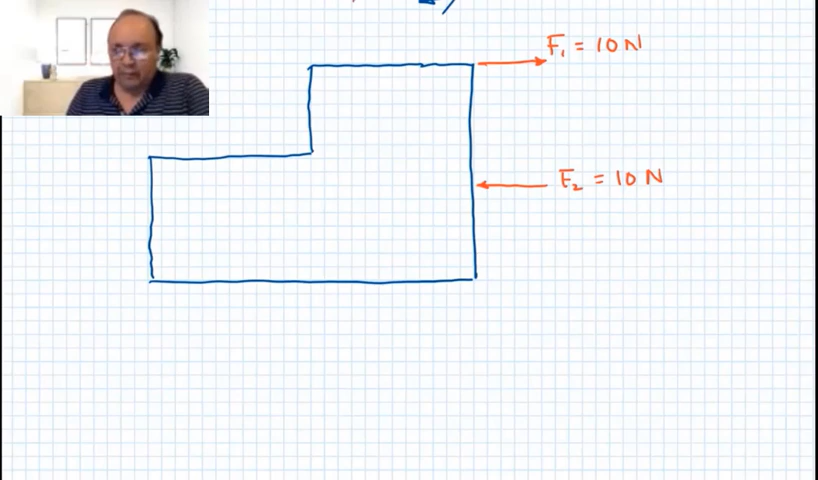 F₁ = 10 N
F₂ = 10 N